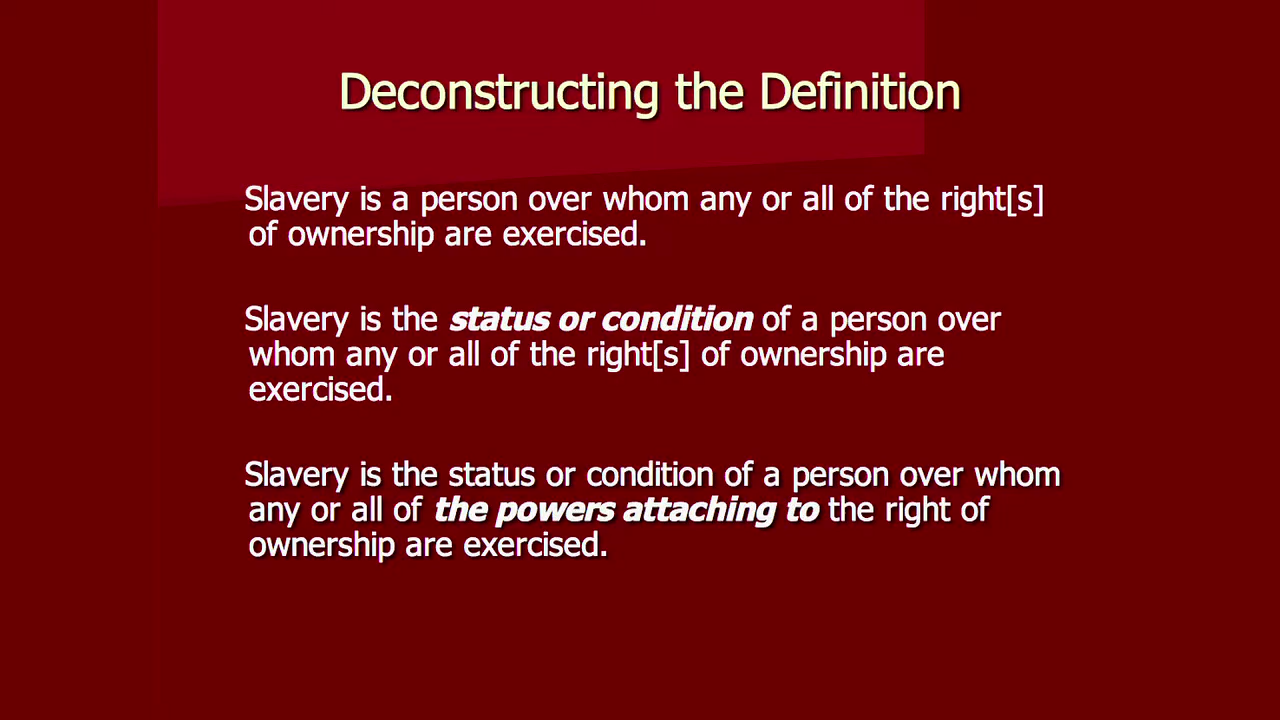 Deconstructing the Definition
Slavery is a person over whom any or all of the right[s]
of ownership are exercised.
Slavery is the status or condition of a person over
whom any or all of the right[s] of ownership are
exercised.
Slavery is the status or condition of a person over whom
any or all of the powers attaching to the right of
ownership are exercised.